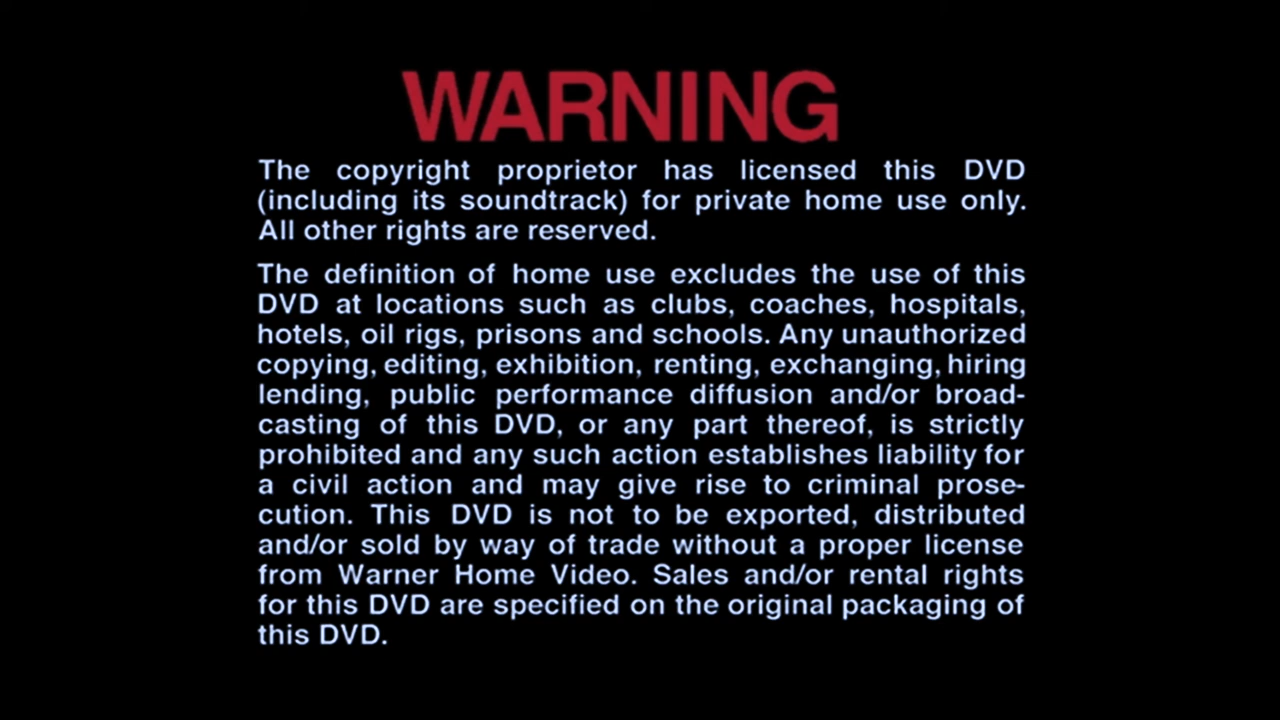 WARNING
The copyright proprietor has licensed this DVD
(including its soundtrack) for private home use only.
All other rights are reserved.
The definition of home use excludes the use of this
DVD at locations such as clubs, coaches, hospitals,
hotels, oil rigs, prisons and schools. Any unauthorized
copying, editing, exhibition, renting, exchanging, hiring
lending, public performance diffusion and/or broad-
casting of this DVD, or any part thereof, is strictly
prohibited and any such action establishes liability for
a civil action and may give rise to criminal prose-
cution. This DVD is not to be exported, distributed
and/or sold by way of trade without a proper license
from Warner Home Video. Sales and/or rental rights
for this DVD are specified on the original packaging of
this DVD.